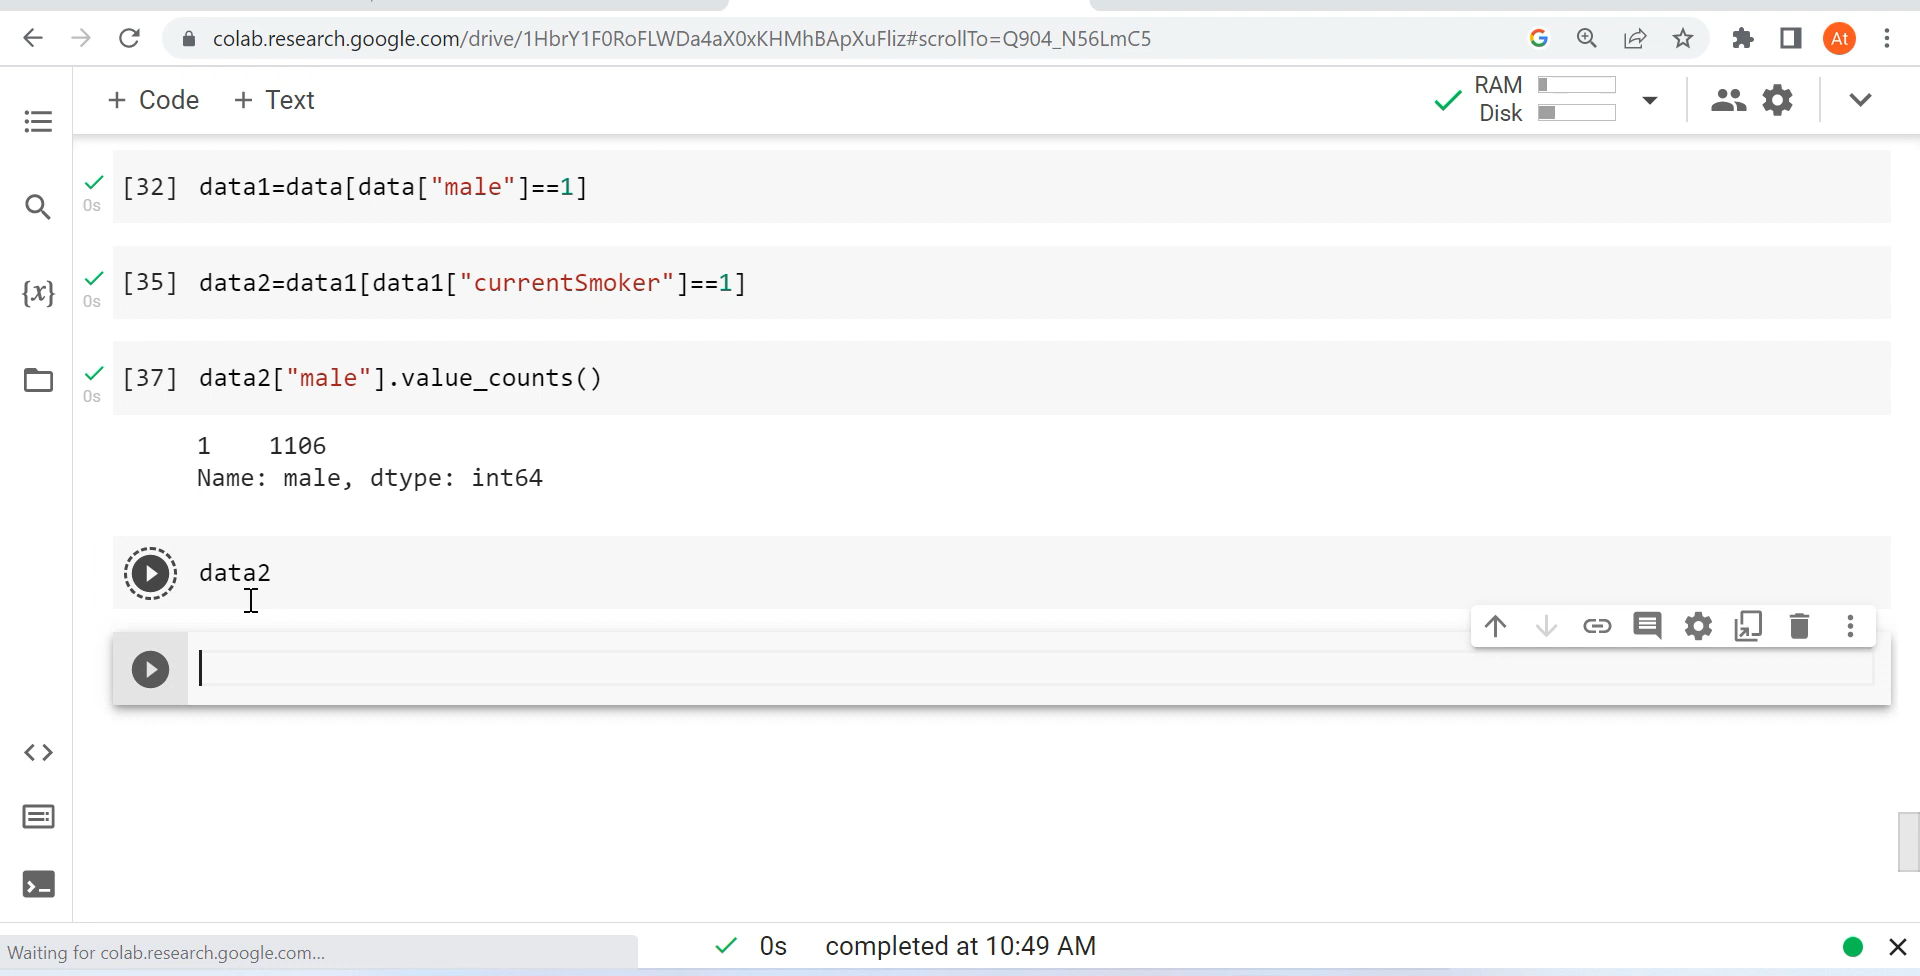 colab.research.google.com/drive/1HbrY1F0RoFLWDa4aX0xKHMhBApXuFliz#scrollTo=Q904_N56LmC5
At
+ Code + Text
RAM
Disk
[32] data1=data[data["male"]==1]
0s
[35] data2=data1[data1["currentSmoker"]==1]
0s
[37] data2["male"].value_counts()
0s
1 1106
Name: male, dtype: int64
data2
{x}
Waiting for colab.research.google.com...
0s completed at 10:49 AM